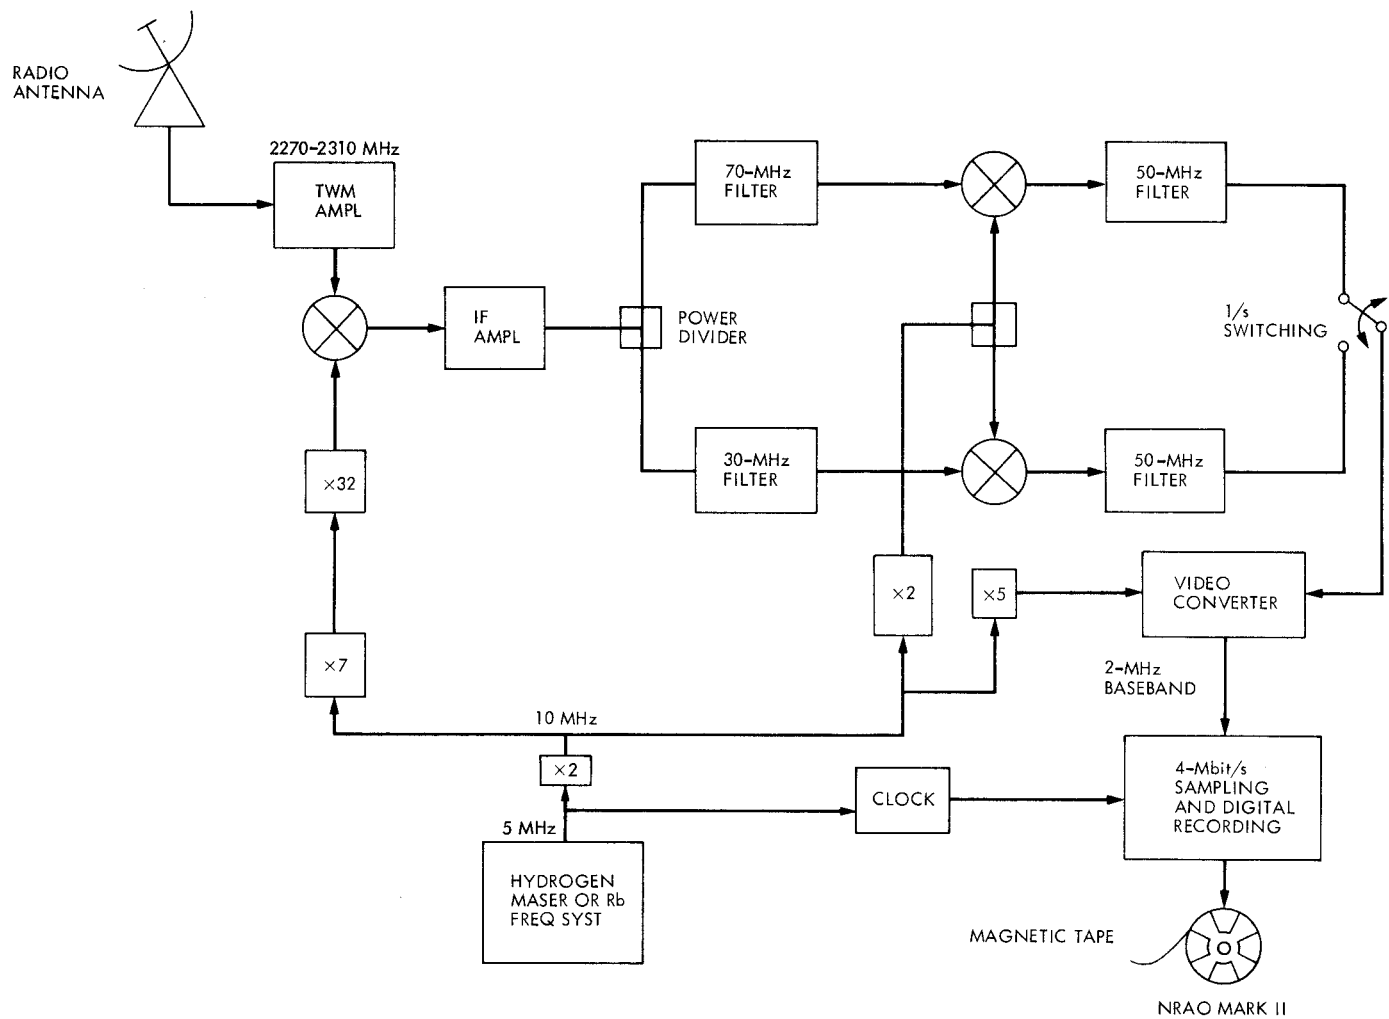 RADIO
ANTENNA
2270-2310 MHz
TWM
AMPL
70-MHz
FILTER
50-MHz
FILTER
IF
AMPL
POWER
DIVIDER
1/s
SWITCHING
30-MHz
FILTER
50-MHz
FILTER
×32
×2
×5
VIDEO
CONVERTER
×7
2-MHz
BASEBAND
10 MHz
×2
5 MHz
CLOCK
4-Mbit/s
SAMPLING
AND DIGITAL
RECORDING
HYDROGEN
MASER OR Rb
FREQ SYST
MAGNETIC TAPE
NRAO MARK II